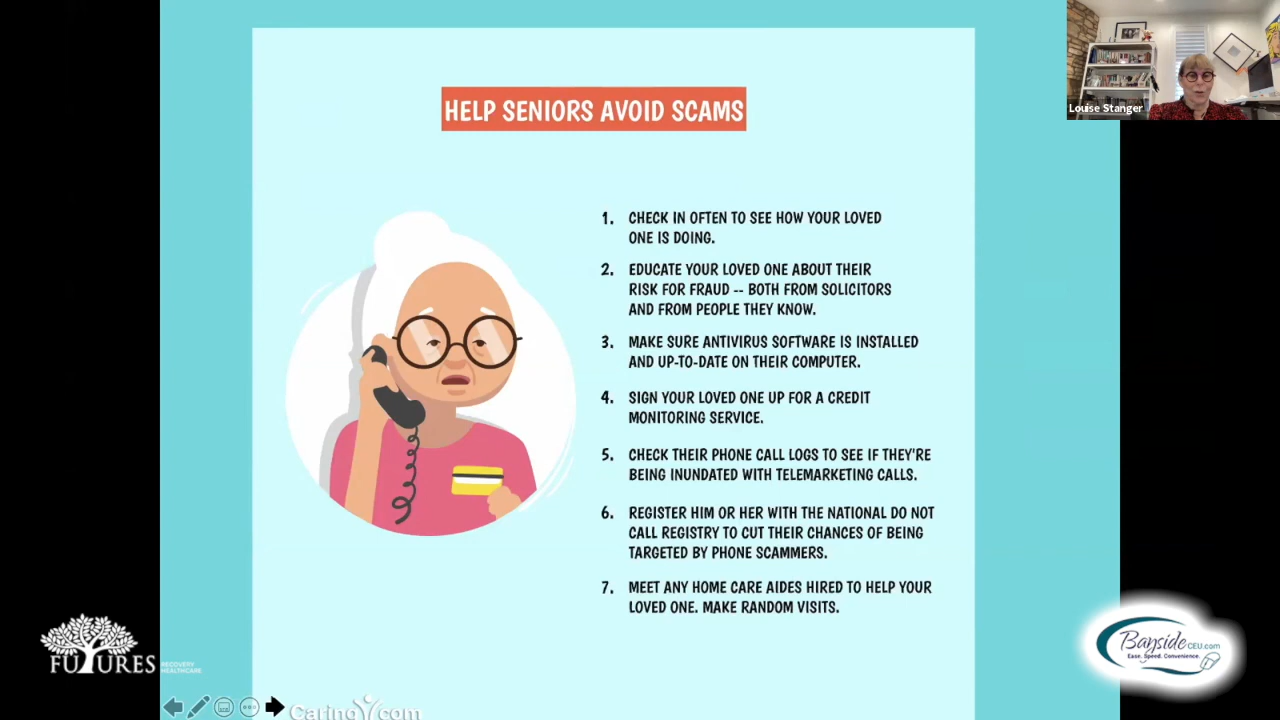 Louise Stanger
HELP SENIORS AVOID SCAMS
1. CHECK IN OFTEN TO SEE HOW YOUR LOVED
ONE IS DOING.
2. EDUCATE YOUR LOVED ONE ABOUT THEIR
RISK FOR FRAUD -- BOTH FROM SOLICITORS
AND FROM PEOPLE THEY KNOW.
3. MAKE SURE ANTIVIRUS SOFTWARE IS INSTALLED
AND UP-TO-DATE ON THEIR COMPUTER.
4. SIGN YOUR LOVED ONE UP FOR A CREDIT
MONITORING SERVICE.
5. CHECK THEIR PHONE CALL LOGS TO SEE IF THEY'RE
BEING INUNDATED WITH TELEMARKETING CALLS.
6. REGISTER HIM OR HER WITH THE NATIONAL DO NOT
CALL REGISTRY TO CUT THEIR CHANCES OF BEING
TARGETED BY PHONE SCAMMERS.
7. MEET ANY HOME CARE AIDES HIRED TO HELP YOUR
LOVED ONE. MAKE RANDOM VISITS.
FUTURES
RECOVERY
HEALTHCARE
BaysideCEU.com
Ease. Speed. Convenience.
Caring.com